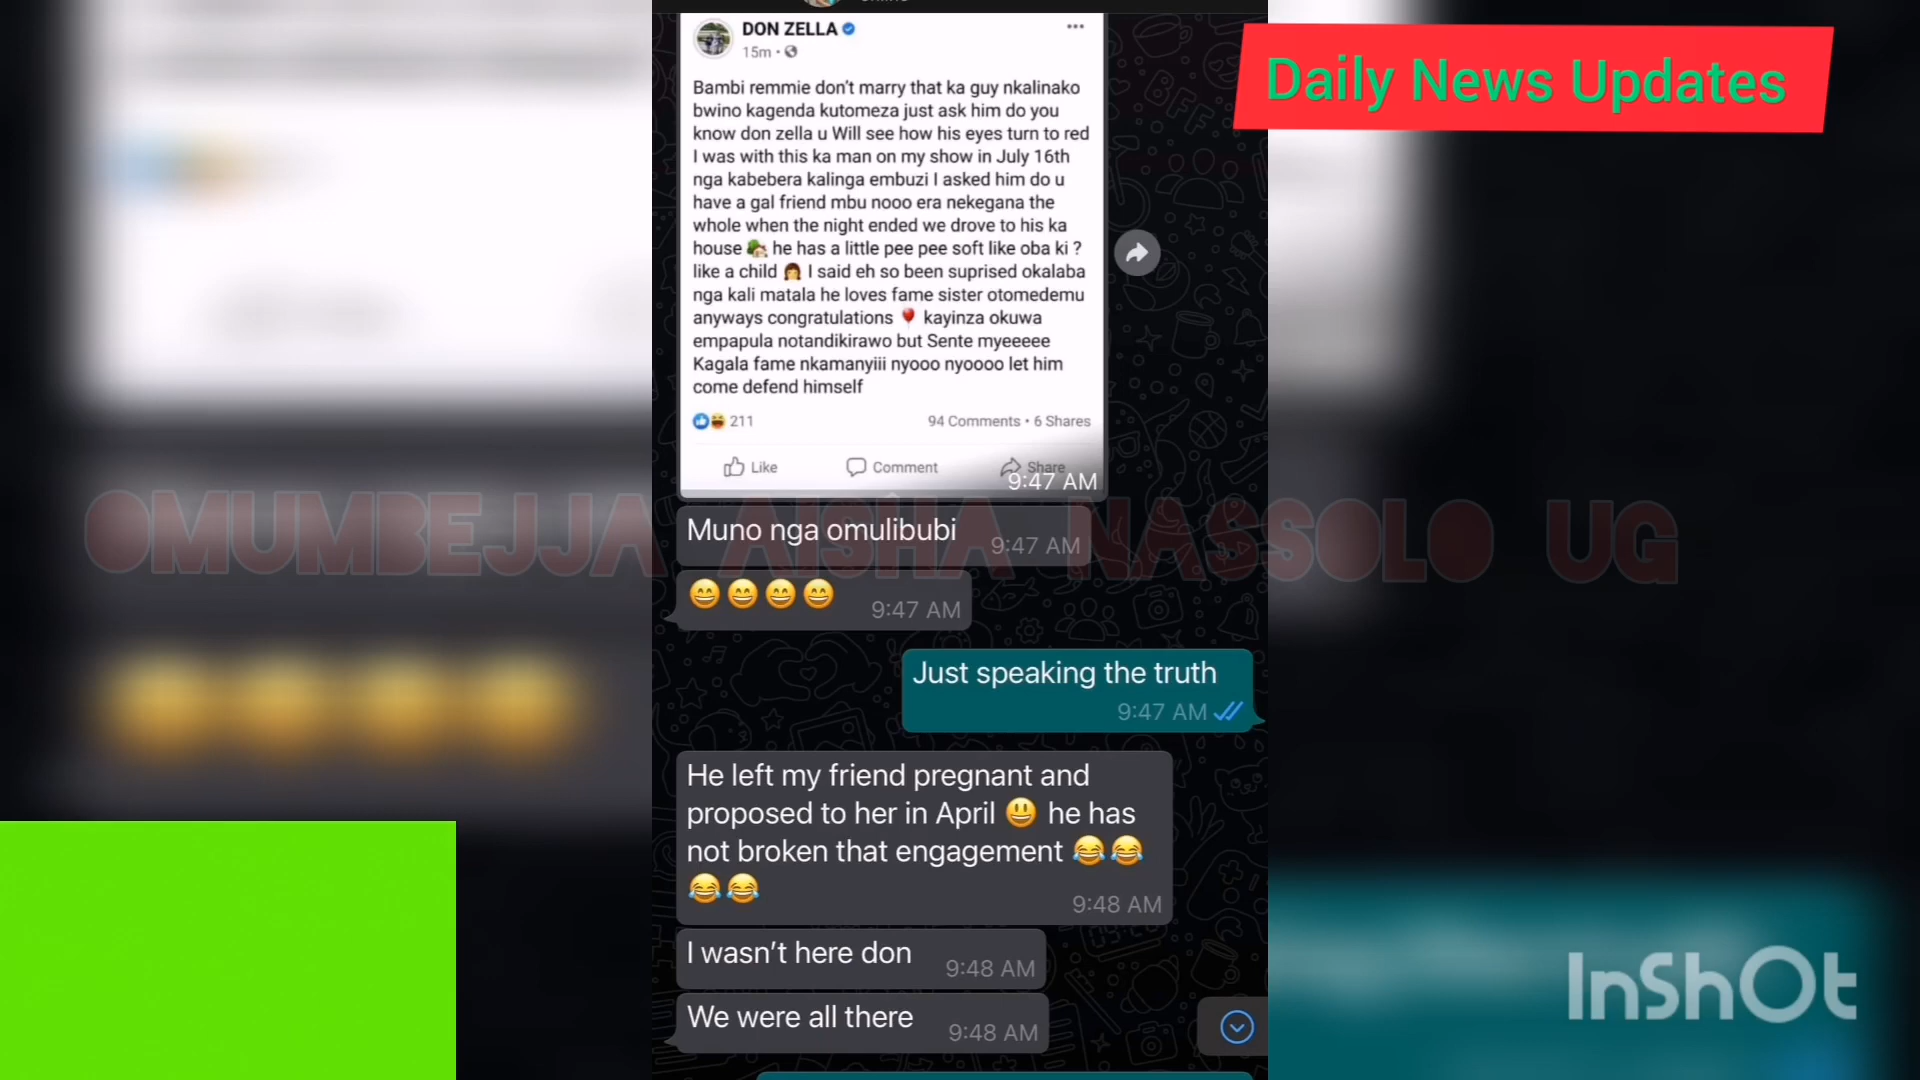 DON ZELLA
15m
Bambi remmie don't marry that ka guy nkalinako
bwino kagenda kutomeza just ask him do you
know don zella u Will see how his eyes turn to red
I was with this ka man on my show in July 16th
nga kabebera kalinga embuzi I asked him do u
have a gal friend mbu nooo era nekegana the
whole when the night ended we drove to his ka
house 🏡 he has a little pee pee soft like oba ki ?
like a child 👩 I said eh so been suprised okalaba
nga kali matala he loves fame sister otomedemu
anyways congratulations 🎈 kayinza okuwa
empapula notandikirawo but Sente myeeeee
Kagala fame nkamanyiii nyooo nyoooo let him
come defend himself
211
94 Comments • 6 Shares
Like
Comment
Share
9:47 AM
Muno nga omulibubi
9:47 AM
😄😄😄😄
9:47 AM
Just speaking the truth
9:47 AM
He left my friend pregnant and
proposed to her in April 😃 he has
not broken that engagement 😂😂
😂😂
9:48 AM
I wasn't here don
9:48 AM
We were all there
9:48 AM
Daily News Updates
OMUMBEJJA AISHA NASSOLO UG
InShOt